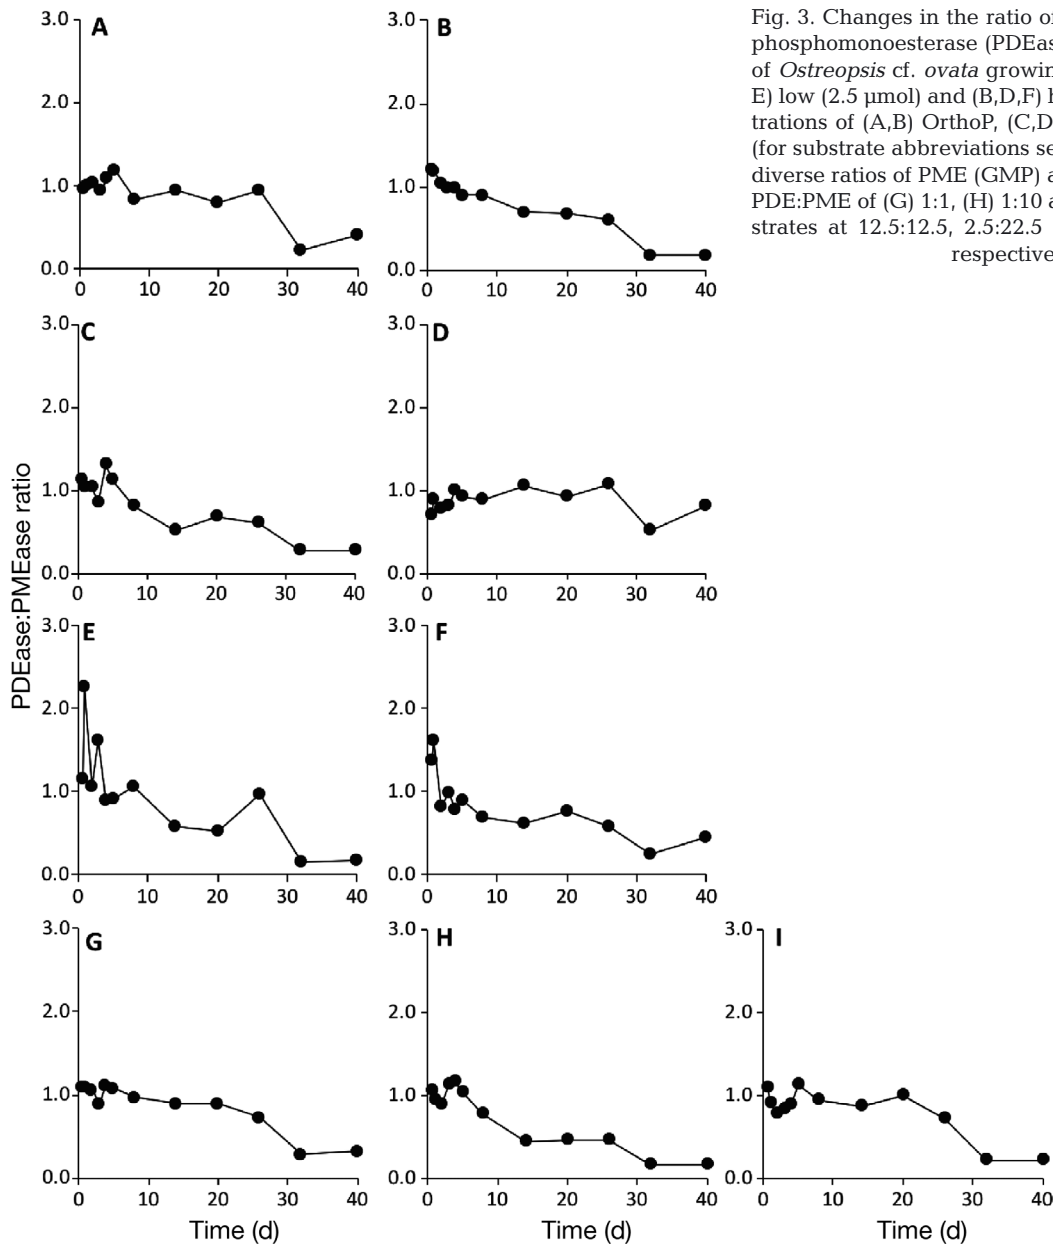 Fig. 3. Changes in the ratio of
phosphomonoesterase (PDEas
of Ostreopsis cf. ovata growin
E) low (2.5 µmol) and (B,D,F) h
trations of (A,B) OrthoP, (C,D
(for substrate abbreviations se
diverse ratios of PME (GMP) a
PDE:PME of (G) 1:1, (H) 1:10 a
strates at 12.5:12.5, 2.5:22.5
respective
PDEase:PMEase ratio
A
3.0
2.0
1.0
0.0
0 10 20 30 40
B
3.0
2.0
1.0
0.0
0 10 20 30 40
C
3.0
2.0
1.0
0.0
0 10 20 30 40
D
3.0
2.0
1.0
0.0
0 10 20 30 40
E
3.0
2.0
1.0
0.0
0 10 20 30 40
F
3.0
2.0
1.0
0.0
0 10 20 30 40
G
3.0
2.0
1.0
0.0
0 10 20 30 40
Time (d)
H
3.0
2.0
1.0
0.0
0 10 20 30 40
Time (d)
I
3.0
2.0
1.0
0.0
0 10 20 30 40
Time (d)